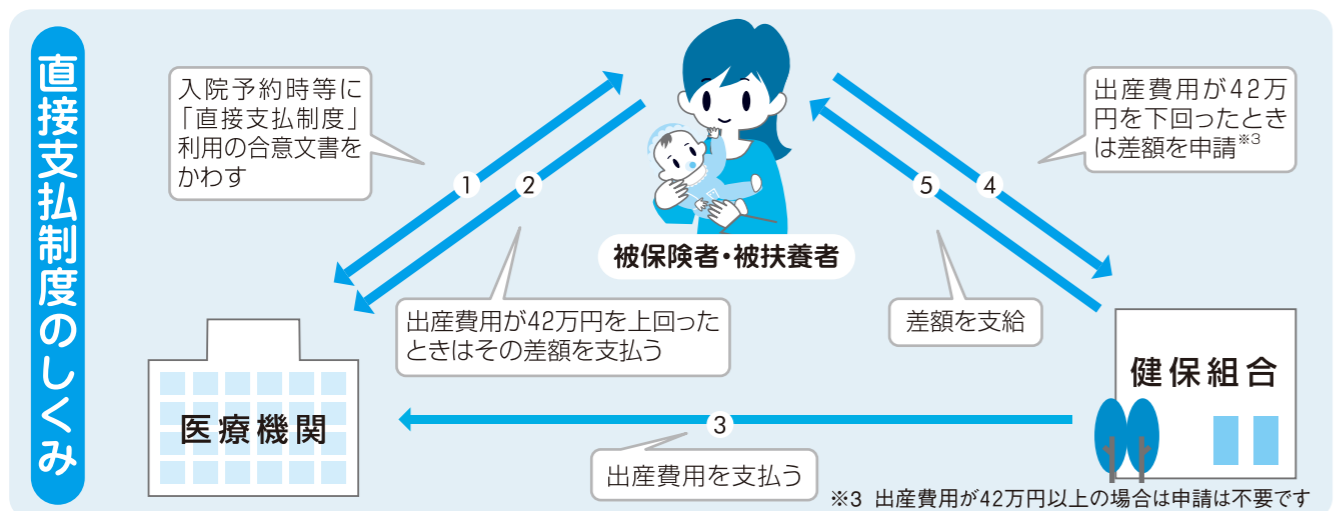 直接支払制度のしくみ
入院予約時等に
「直接支払制度」
利用の合意文書を
かわす
1
2
出産費用が42万円を上回った
ときはその差額を支払う
被保険者・被扶養者
出産費用が42万
円を下回ったとき
は差額を申請※3
5
4
差額を支給
医療機関
3
出産費用を支払う
健保組合
※3 出産費用が42万円以上の場合は申請は不要です